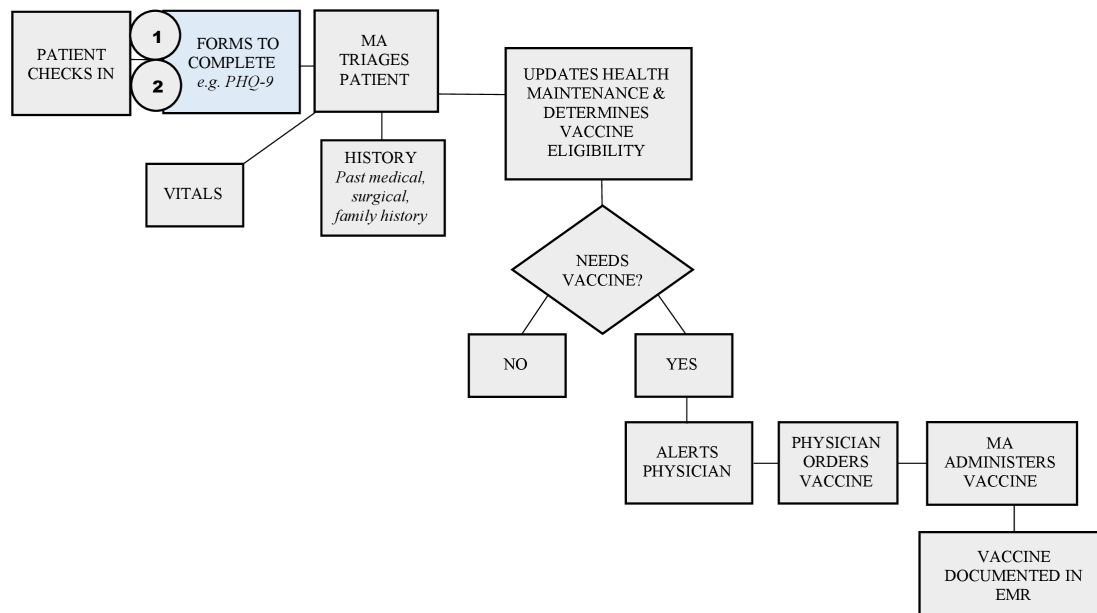 PATIENT
CHECKS IN
1
2
FORMS TO
COMPLETE
e.g. PHQ-9
MA
TRIAGES
PATIENT
UPDATES HEALTH
MAINTENANCE &
DETERMINES
VACCINE
ELIGIBILITY
VITALS
HISTORY
Past medical,
surgical,
family history
NEEDS
VACCINE?
NO
YES
ALERTS
PHYSICIAN
PHYSICIAN
ORDERS
VACCINE
MA
ADMINISTERS
VACCINE
VACCINE
DOCUMENTED IN
EMR